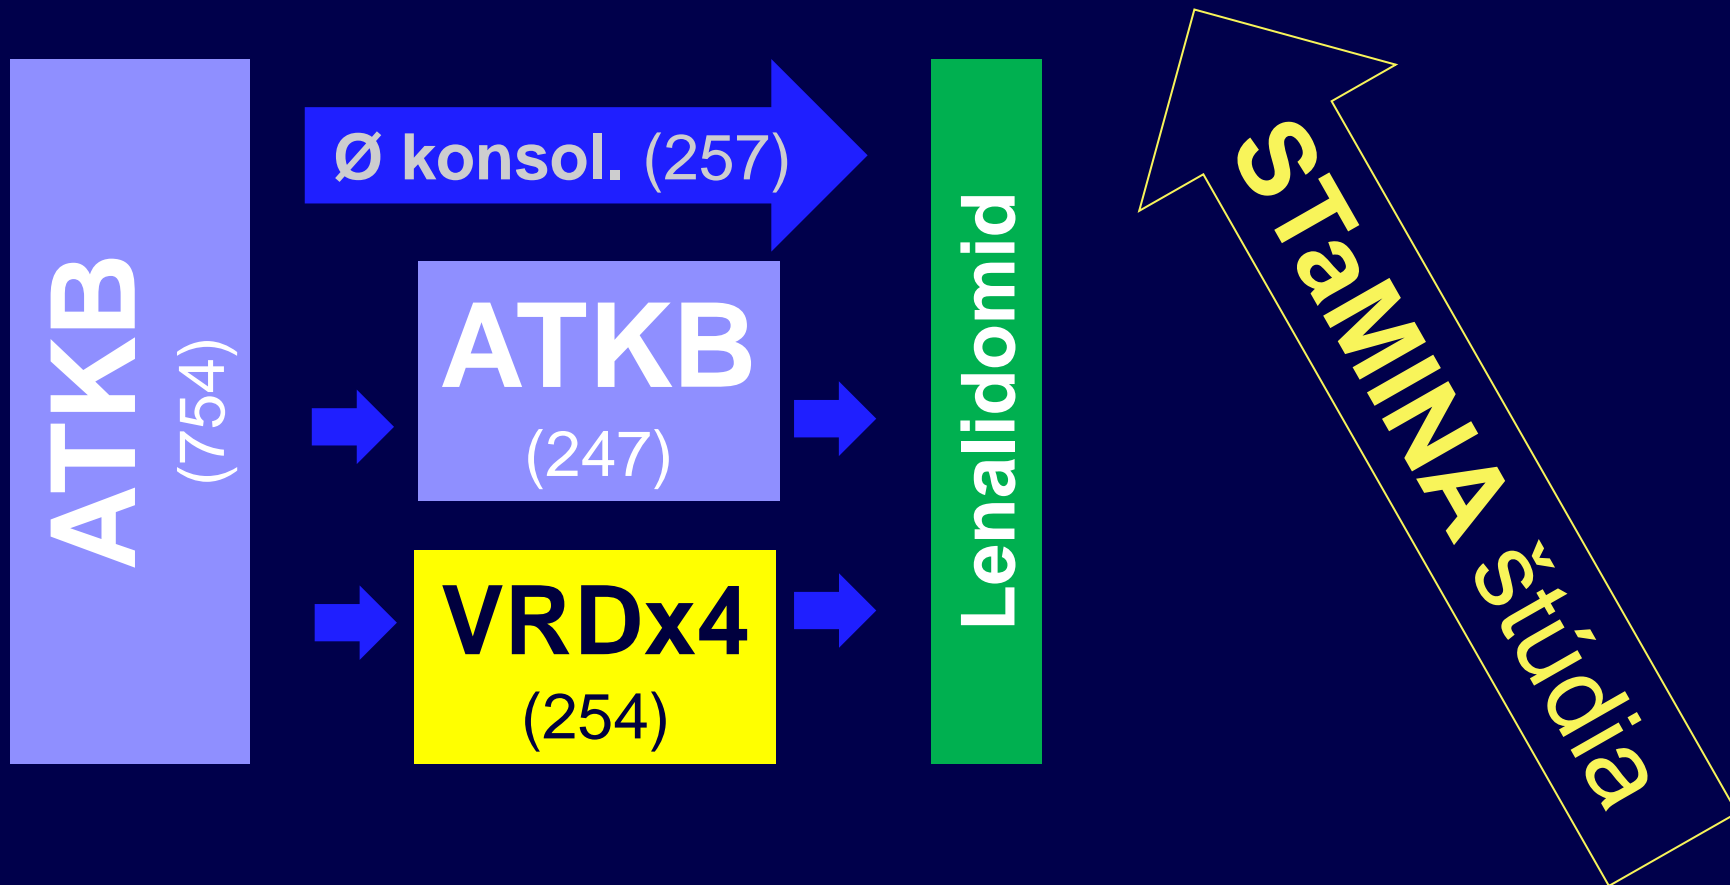 ATKB
(754)
Ø konsol. (257)
ATKB
(247)
VRDx4
(254)
Lenalidomid
STaMINA štúdia